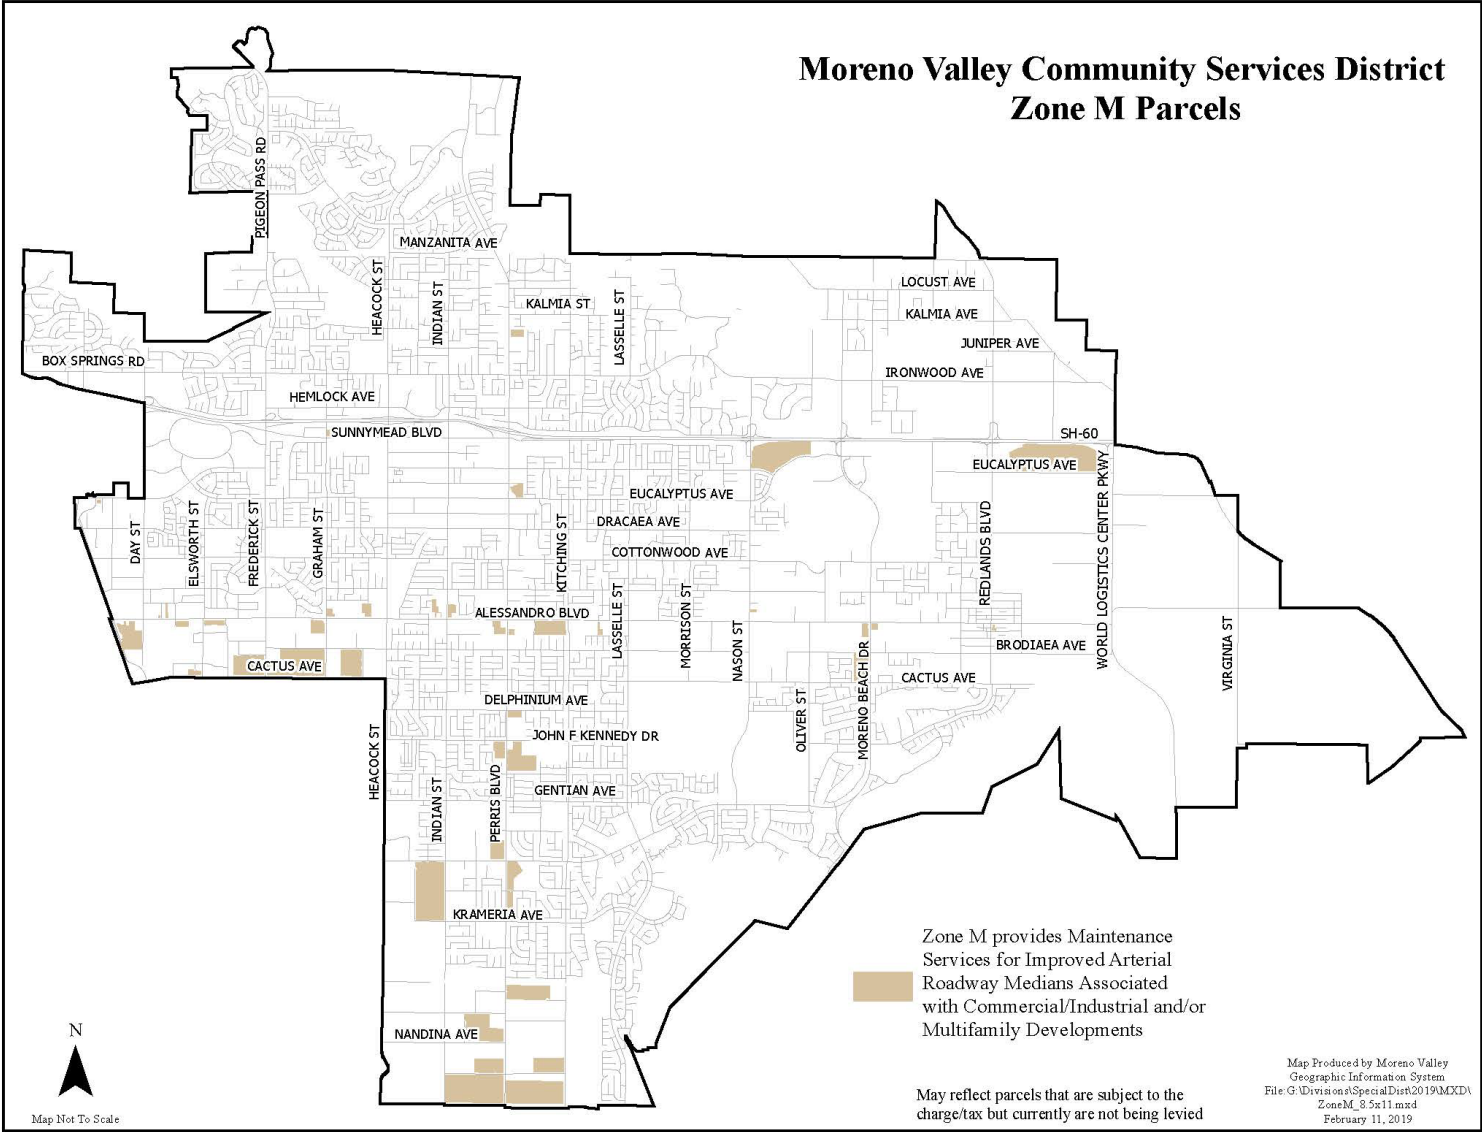 Moreno Valley Community Services District
Zone M Parcels
PIGEON PASS RD
MANZANITA AVE
HEACOCK ST
INDIAN ST
KALMIA ST
LASSELLE ST
LOCUST AVE
KALMIA AVE
JUNIPER AVE
IRONWOOD AVE
BOX SPRINGS RD
HEMLOCK AVE
SUNNYMEAD BLVD
SH-60
EUCALYPTUS AVE
EUCALYPTUS AVE
DRACAEA AVE
COTTONWOOD AVE
DAY ST
ELSWORTH ST
FREDERICK ST
GRAHAM ST
KITCHING ST
REDLANDS BLVD
WORLD LOGISTICS CENTER PKWY
ALESSANDRO BLVD
LASSELLE ST
MORRISON ST
NASON ST
BRODIAEA AVE
VIRGINIA ST
CACTUS AVE
CACTUS AVE
MORENO BEACH DR
OLIVER ST
DELPHINIUM AVE
JOHN F KENNEDY DR
HEACOCK ST
INDIAN ST
PERRIS BLVD
GENTIAN AVE
KRAMERIA AVE
NANDINA AVE
Zone M provides Maintenance
Services for Improved Arterial
Roadway Medians Associated
with Commercial/Industrial and/or
Multifamily Developments
N
Map Not To Scale
May reflect parcels that are subject to the
charge/tax but currently are not being levied
Map Produced by Moreno Valley
Geographic Information System
File:G:\Divisions\SpecialDist\2019\MXD\
ZoneM_8.5x11.mxd
February 11, 2019